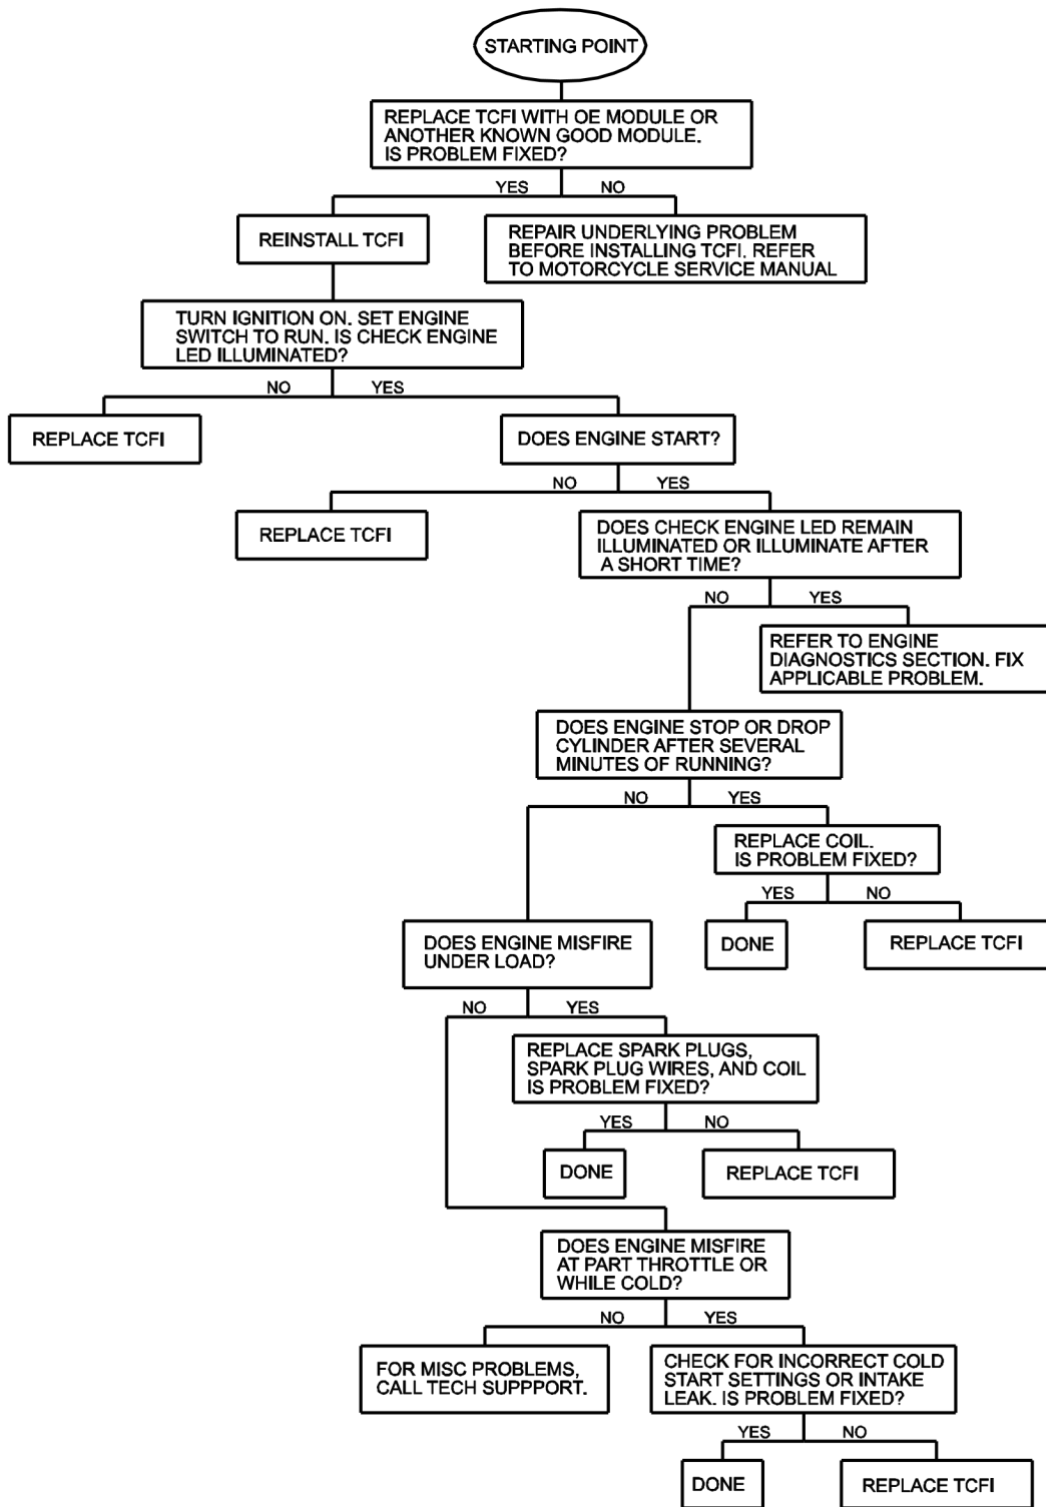 STARTING POINT
REPLACE TCFI WITH OE MODULE OR
ANOTHER KNOWN GOOD MODULE.
IS PROBLEM FIXED?
YES
NO
REINSTALL TCFI
REPAIR UNDERLYING PROBLEM
BEFORE INSTALLING TCFI. REFER
TO MOTORCYCLE SERVICE MANUAL
TURN IGNITION ON. SET ENGINE
SWITCH TO RUN. IS CHECK ENGINE
LED ILLUMINATED?
NO
YES
REPLACE TCFI
DOES ENGINE START?
NO
YES
REPLACE TCFI
DOES CHECK ENGINE LED REMAIN
ILLUMINATED OR ILLUMINATE AFTER
A SHORT TIME?
NO
YES
REFER TO ENGINE
DIAGNOSTICS SECTION. FIX
APPLICABLE PROBLEM.
DOES ENGINE STOP OR DROP
CYLINDER AFTER SEVERAL
MINUTES OF RUNNING?
NO
YES
REPLACE COIL.
IS PROBLEM FIXED?
YES
NO
DONE
REPLACE TCFI
DOES ENGINE MISFIRE
UNDER LOAD?
NO
YES
REPLACE SPARK PLUGS,
SPARK PLUG WIRES, AND COIL
IS PROBLEM FIXED?
YES
NO
DONE
REPLACE TCFI
DOES ENGINE MISFIRE
AT PART THROTTLE OR
WHILE COLD?
NO
YES
FOR MISC PROBLEMS,
CALL TECH SUPPPORT.
CHECK FOR INCORRECT COLD
START SETTINGS OR INTAKE
LEAK. IS PROBLEM FIXED?
YES
NO
DONE
REPLACE TCFI